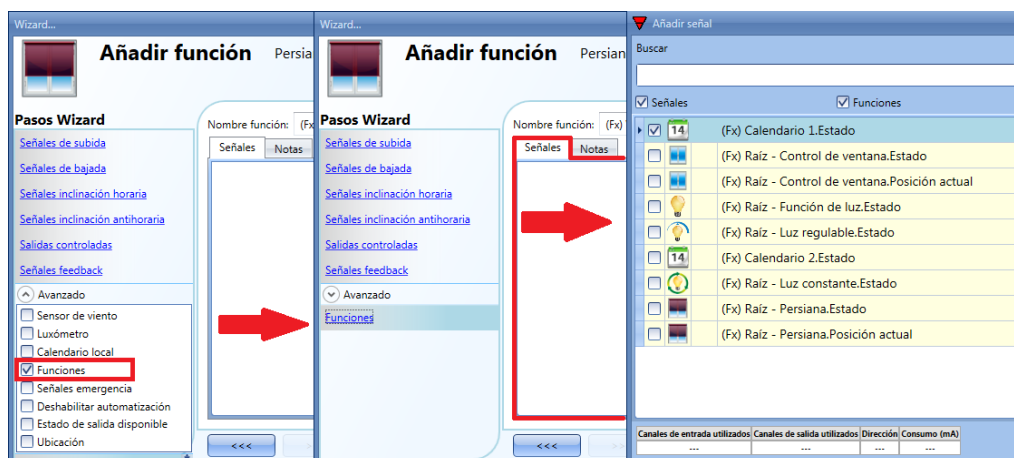 Wizard...
Añadir función Persia
Pasos Wizard
Señales de subida
Señales de bajada
Señales inclinación horaria
Señales inclinación antihoraria
Salidas controladas
Señales feedback
Avanzado
Sensor de viento
Luxómetro
Calendario local
Funciones
Señales emergencia
Deshabilitar automatización
Estado de salida disponible
Ubicación
Nombre función: (Fx)
Señales Notas
<<<
Wizard...
Añadir función Persian
Pasos Wizard
Señales de subida
Señales de bajada
Señales inclinación horaria
Señales inclinación antihoraria
Salidas controladas
Señales feedback
Avanzado
Funciones
Nombre función: (Fx)
Señales Notas
<<<
Añadir señal
Buscar
Señales Funciones
14 (Fx) Calendario 1.Estado
(Fx) Raíz - Control de ventana.Estado
(Fx) Raíz - Control de ventana.Posición actual
(Fx) Raíz - Función de luz.Estado
(Fx) Raíz - Luz regulable.Estado
14 (Fx) Calendario 2.Estado
(Fx) Raíz - Luz constante.Estado
(Fx) Raíz - Persiana.Estado
(Fx) Raíz - Persiana.Posición actual
Canales de entrada utilizados Canales de salida utilizados Dirección Consumo (mA)
--- --- --- ---